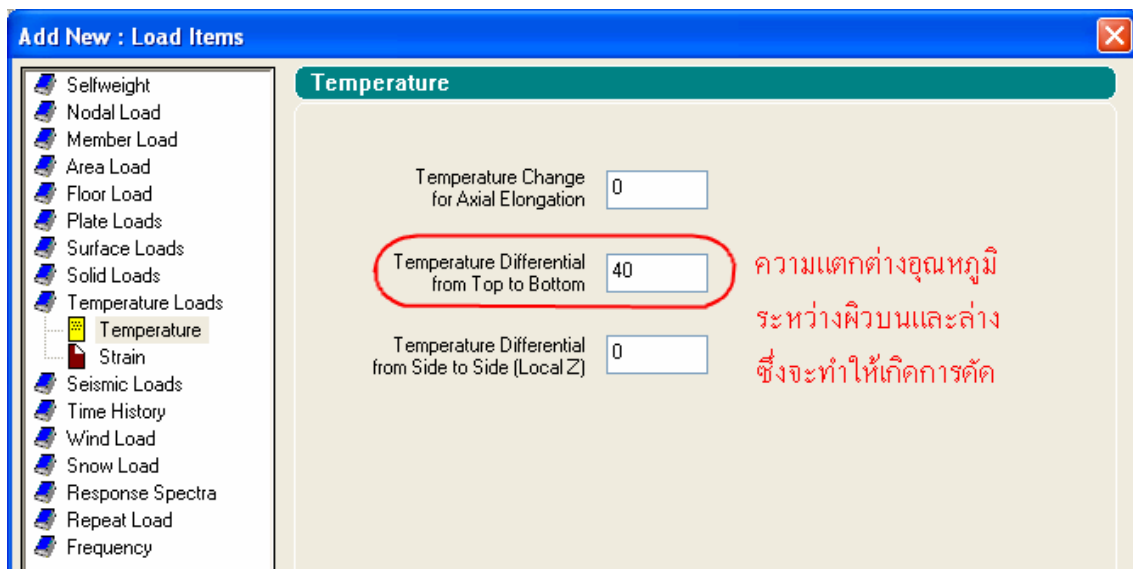 Add New : Load Items
Selfweight
Nodal Load
Member Load
Area Load
Floor Load
Plate Loads
Surface Loads
Solid Loads
Temperature Loads
Temperature
Strain
Seismic Loads
Time History
Wind Load
Snow Load
Response Spectra
Repeat Load
Frequency
Temperature
Temperature Change
for Axial Elongation
0
Temperature Differential
from Top to Bottom
40
ความแตกต่างอุณหภูมิ
ระหว่างผิวบนและล่าง
ซึ่งจะทำให้เกิดการดัด
Temperature Differential
from Side to Side (Local Z)
0